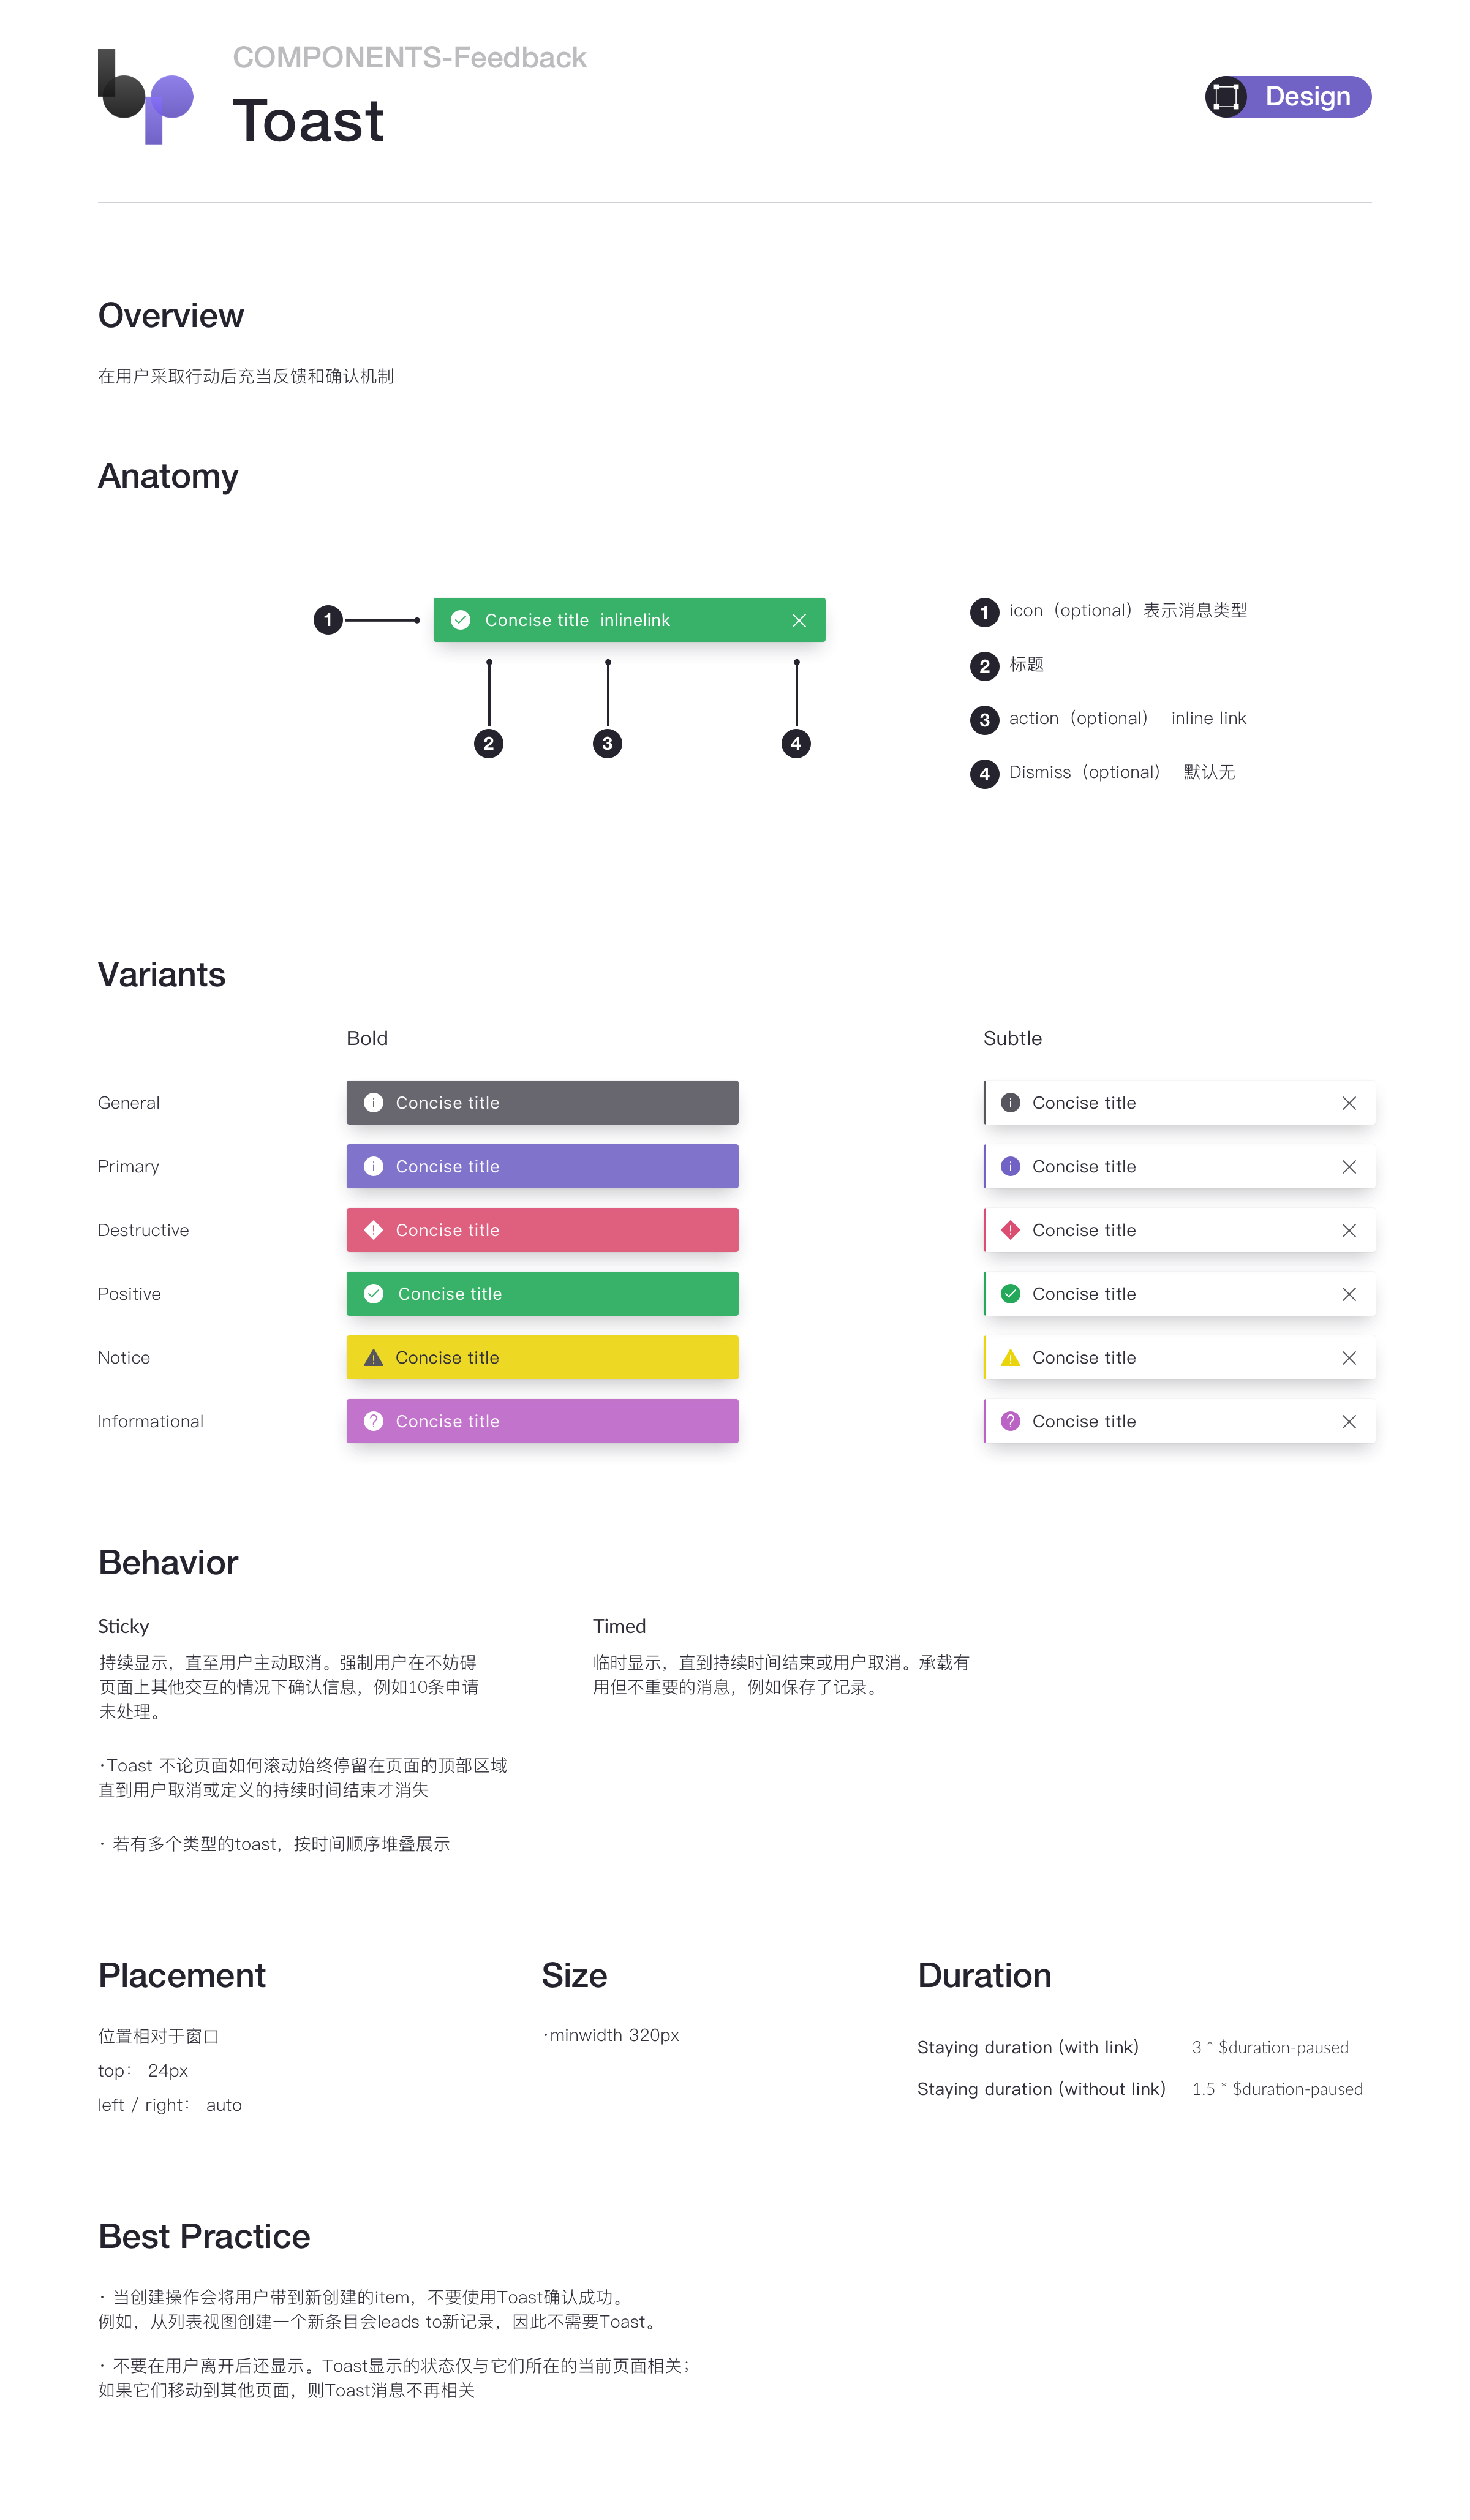 bp
COMPONENTS-Feedback
Toast
Design
Overview
在用户采取行动后充当反馈和确认机制
Anatomy
1
Concise title inlinelink
2
3
4
1 icon（optional）表示消息类型
2 标题
3 action（optional） inline link
4 Dismiss（optional） 默认无
Variants
Bold
Subtle
General
Concise title
Concise title
Primary
Concise title
Concise title
Destructive
Concise title
Concise title
Positive
Concise title
Concise title
Notice
Concise title
Concise title
Informational
Concise title
Concise title
Behavior
Sticky
持续显示，直至用户主动取消。强制用户在不妨碍
页面上其他交互的情况下确认信息，例如10条申请
未处理。
·Toast 不论页面如何滚动始终停留在页面的顶部区域
直到用户取消或定义的持续时间结束才消失
· 若有多个类型的toast，按时间顺序堆叠展示
Timed
临时显示，直到持续时间结束或用户取消。承载有
用但不重要的消息，例如保存了记录。
Placement
位置相对于窗口
top： 24px
left / right： auto
Size
·minwidth 320px
Duration
Staying duration (with link) 3 * $duration-paused
Staying duration (without link) 1.5 * $duration-paused
Best Practice
· 当创建操作会将用户带到新创建的item，不要使用Toast确认成功。
例如，从列表视图创建一个新条目会leads to新记录，因此不需要Toast。
· 不要在用户离开后还显示。Toast显示的状态仅与它们所在的当前页面相关；
如果它们移动到其他页面，则Toast消息不再相关